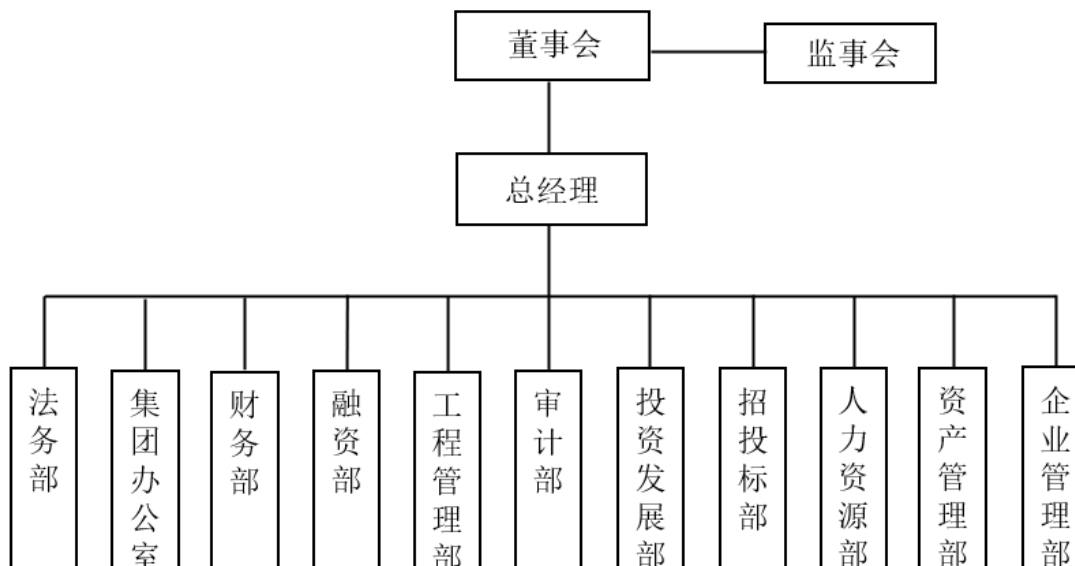 董事会
监事会
总经理
法务部
集团办公室
财务部
融资部
工程管理部
审计部
投资发展部
招投标部
人力资源部
资产管理部
企业管理部